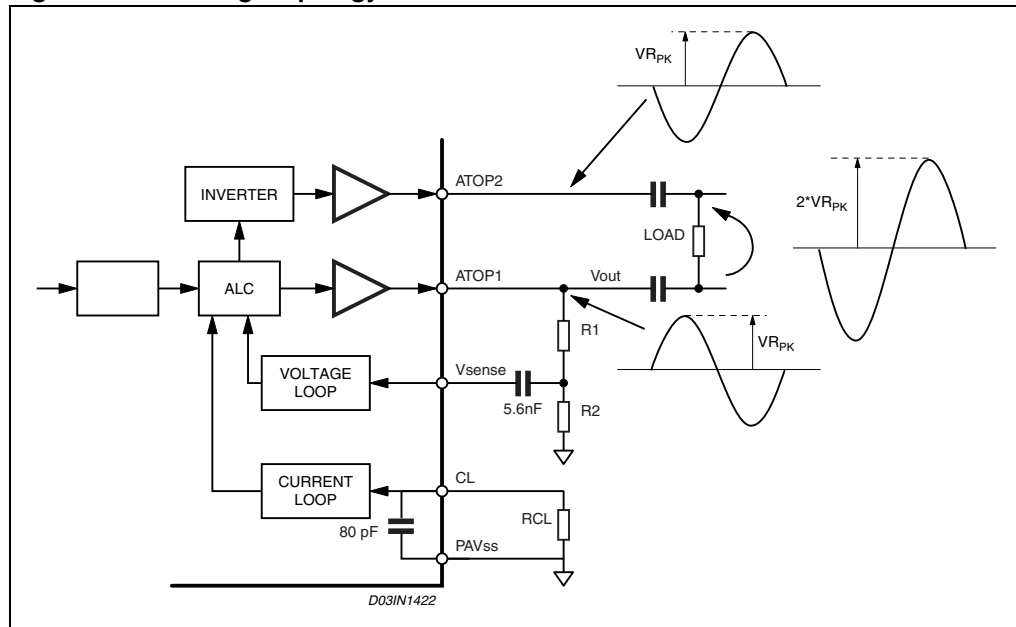 VR_PK
ATOP2
INVERTER
2*VR_PK
LOAD
ATOP1
Vout
ALC
R1
VR_PK
VOLTAGE
LOOP
Vsense
5.6nF
R2
CURRENT
LOOP
CL
80 pF
RCL
PAVss
D03IN1422